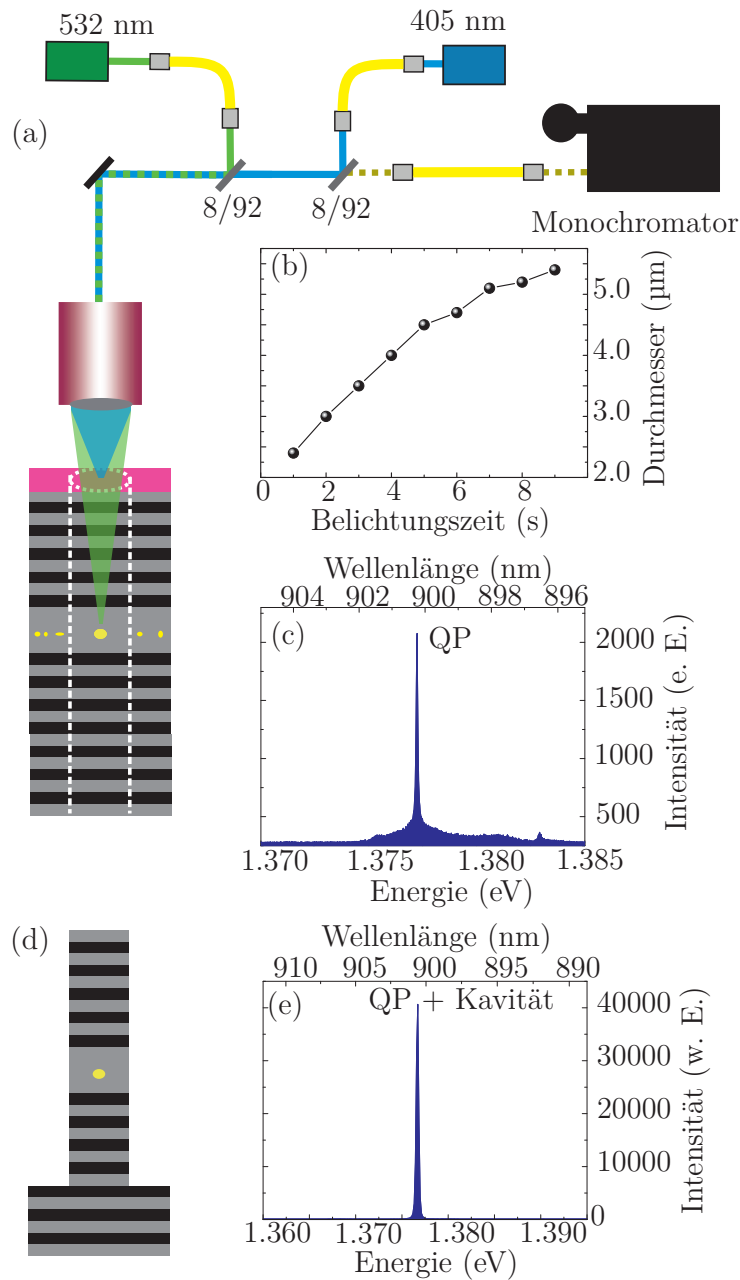 532 nm
405 nm
(a)
8/92
8/92
Monochromator
(b)
5.0
4.0
3.0
2.0
Durchmesser (µm)
0 2 4 6 8
Belichtungszeit (s)
Wellenlänge (nm)
904 902 900 898 896
(c)
QP
2000
1500
1000
500
Intensität (e. E.)
1.370 1.375 1.380 1.385
Energie (eV)
(d)
Wellenlänge (nm)
910 905 900 895 890
(e)
QP + Kavität
40000
30000
20000
10000
0
Intensität (w. E.)
1.360 1.370 1.380 1.390
Energie (eV)